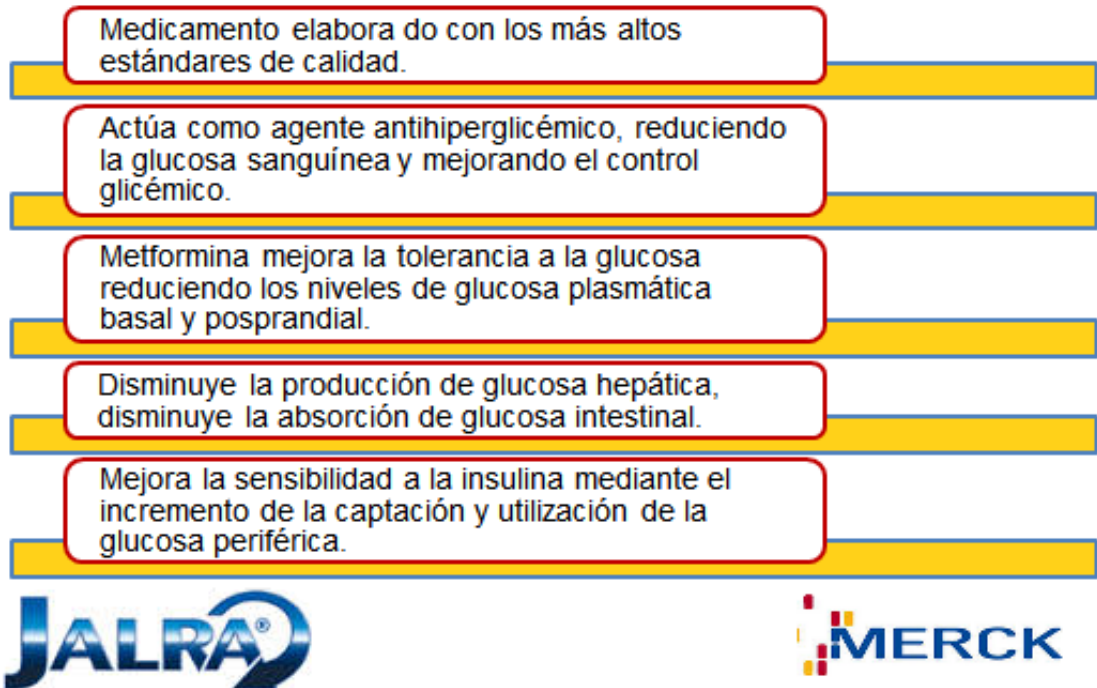 Medicamento elabora do con los más altos
estándares de calidad.
Actúa como agente antihiperglicémico, reduciendo
la glucosa sanguínea y mejorando el control
glicémico.
Metformina mejora la tolerancia a la glucosa
reduciendo los niveles de glucosa plasmática
basal y posprandial.
Disminuye la producción de glucosa hepática,
disminuye la absorción de glucosa intestinal.
Mejora la sensibilidad a la insulina mediante el
incremento de la captación y utilización de la
glucosa periférica.
JALRA®
MERCK